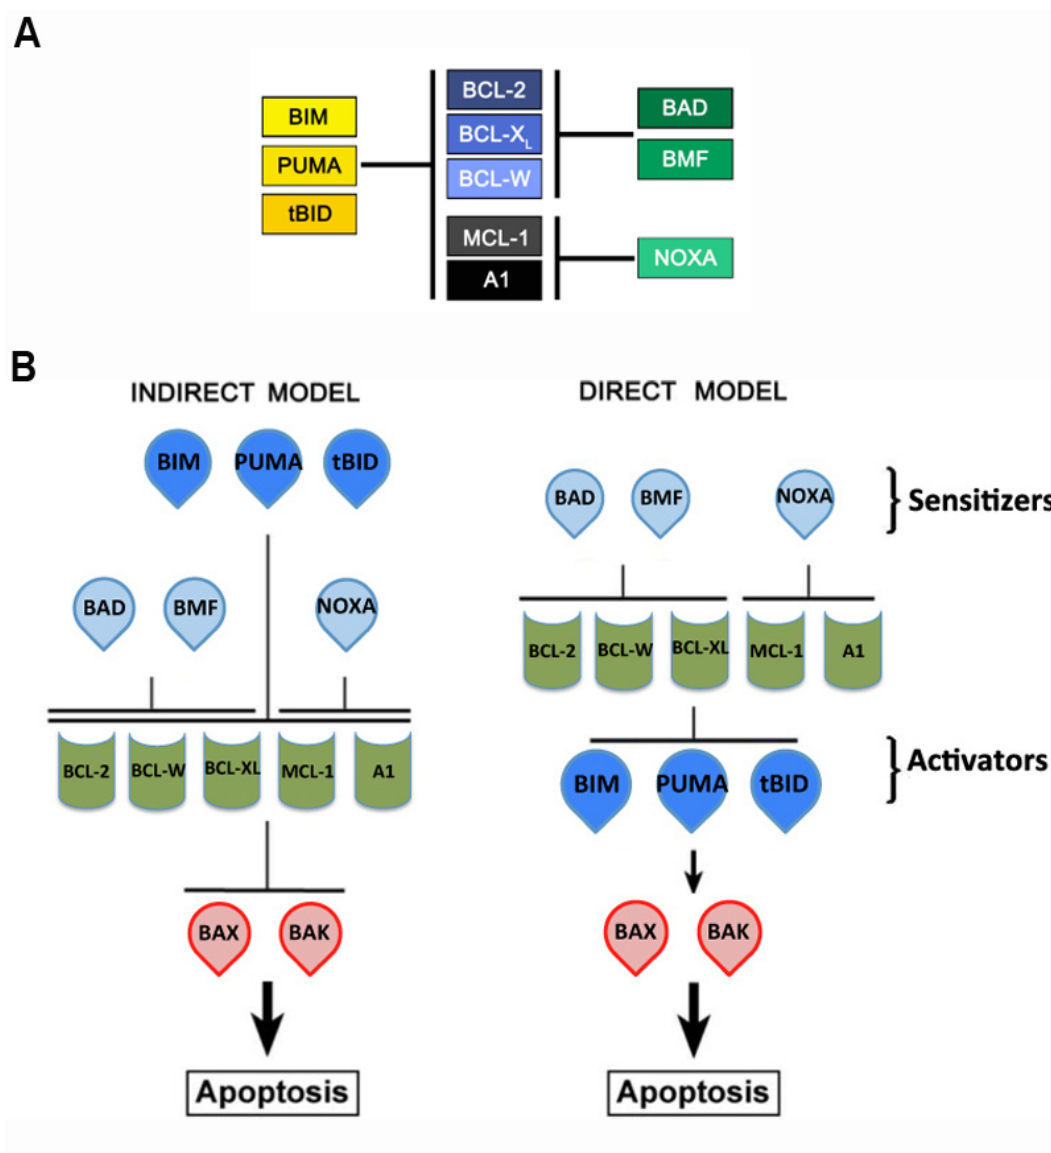 A
BIM
PUMA
tBID
BCL-2
BCL-XL
BCL-W
MCL-1
A1
BAD
BMF
NOXA
B
INDIRECT MODEL
BIM PUMA tBID
BAD BMF NOXA
BCL-2 BCL-W BCL-XL MCL-1 A1
BAX BAK
Apoptosis
DIRECT MODEL
BAD BMF NOXA
Sensitizers
BCL-2 BCL-W BCL-XL MCL-1 A1
BIM PUMA tBID
Activators
BAX BAK
Apoptosis